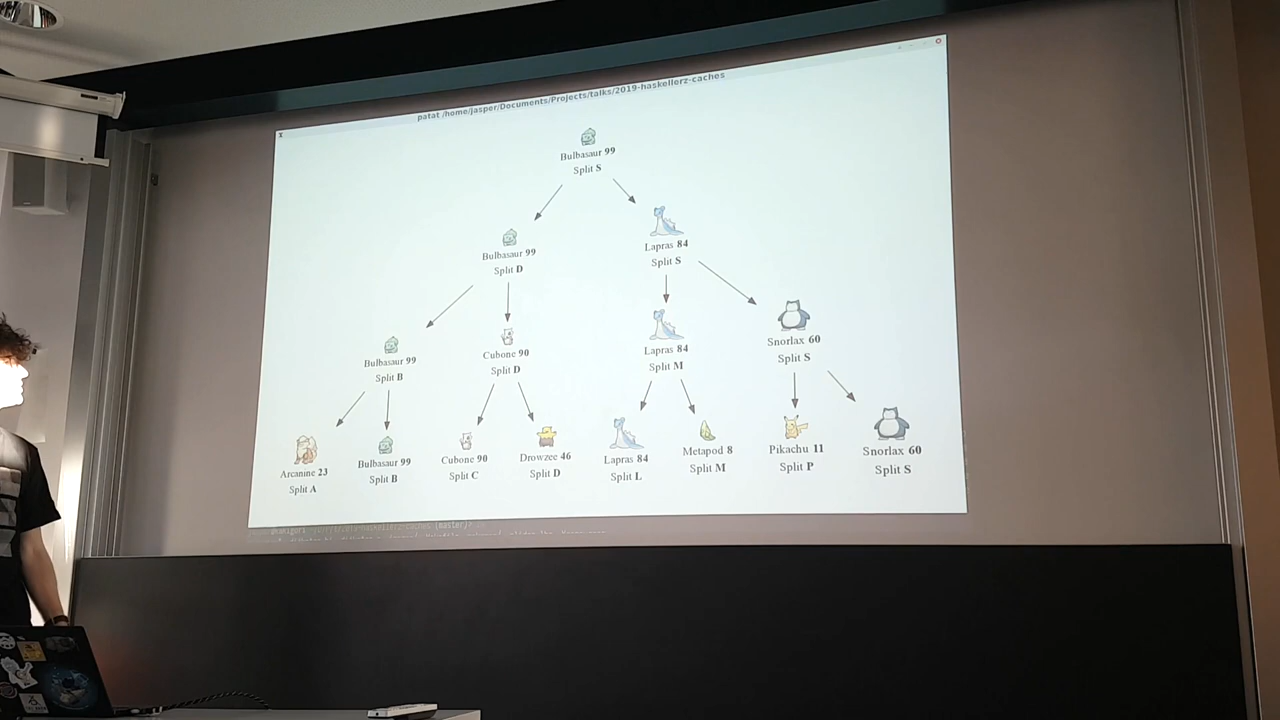 patat /home/jasper/Documents/Projects/talks/2019-haskellerz-caches
Bulbasaur 99
Split S
Bulbasaur 99
Split D
Lapras 84
Split S
Bulbasaur 99
Split B
Cubone 90
Split D
Lapras 84
Split M
Snorlax 60
Split S
Arcanine 23
Split A
Bulbasaur 99
Split B
Cubone 90
Split C
Drowzee 46
Split D
Lapras 84
Split L
Metapod 8
Split M
Pikachu 11
Split P
Snorlax 60
Split S